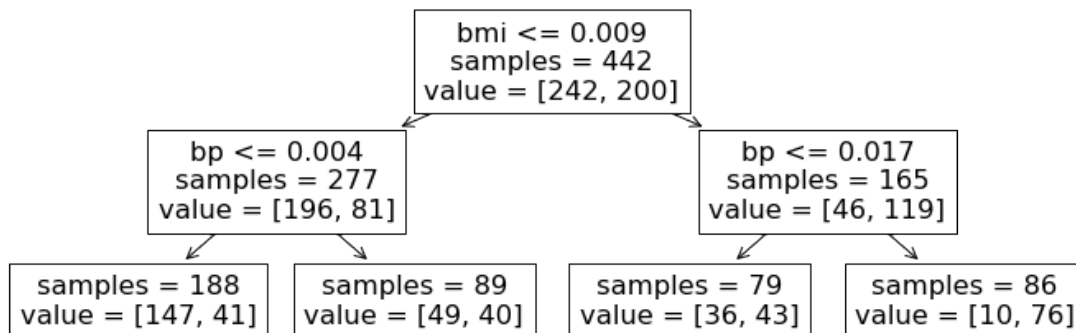 bmi <= 0.009
samples = 442
value = [242, 200]
bp <= 0.004
samples = 277
value = [196, 81]
bp <= 0.017
samples = 165
value = [46, 119]
samples = 188
value = [147, 41]
samples = 89
value = [49, 40]
samples = 79
value = [36, 43]
samples = 86
value = [10, 76]